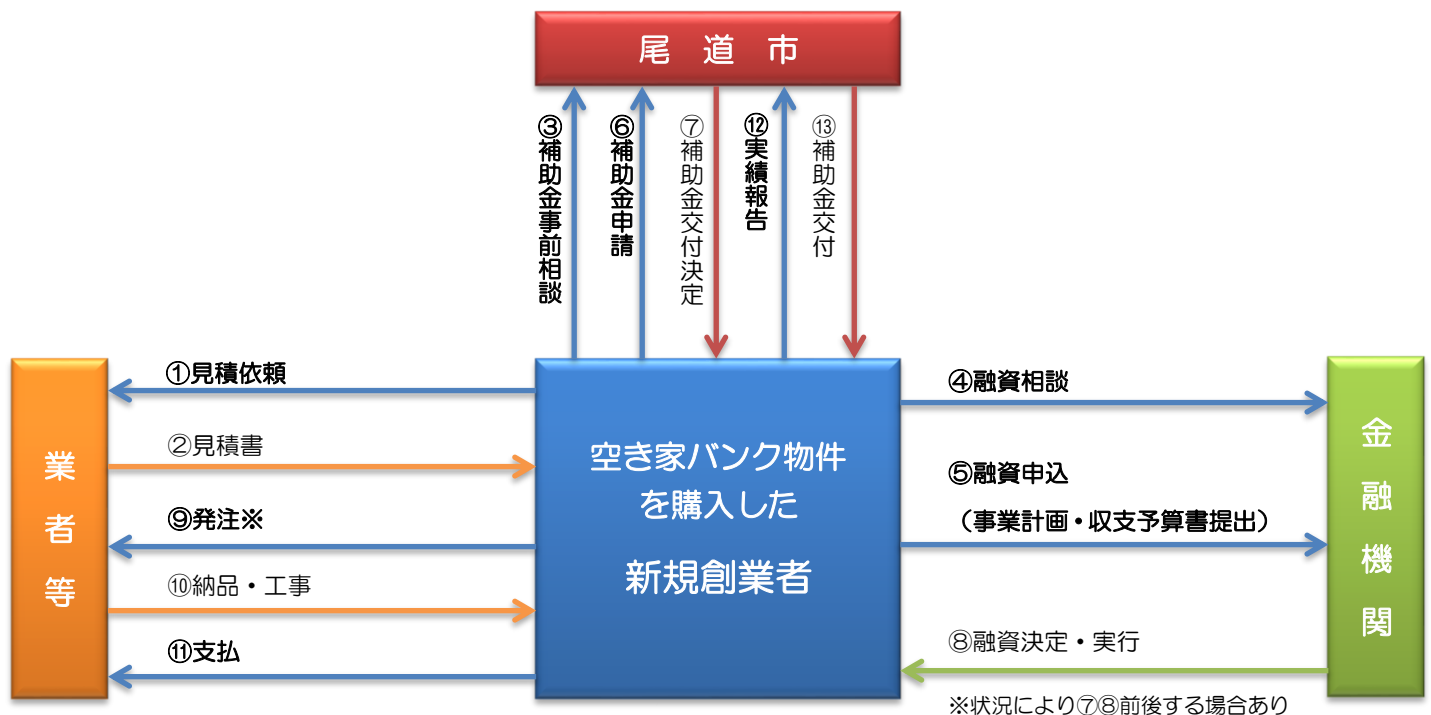 尾道市
③補助金事前相談
⑥補助金申請
⑦補助金交付決定
⑫実績報告
⑬補助金交付
業者等
①見積依頼
②見積書
⑨発注※
⑩納品・工事
⑪支払
空き家バンク物件
を購入した
新規創業者
④融資相談
⑤融資申込
(事業計画・収支予算書提出)
⑧融資決定・実行
※状況により⑦⑧前後する場合あり
金融機関